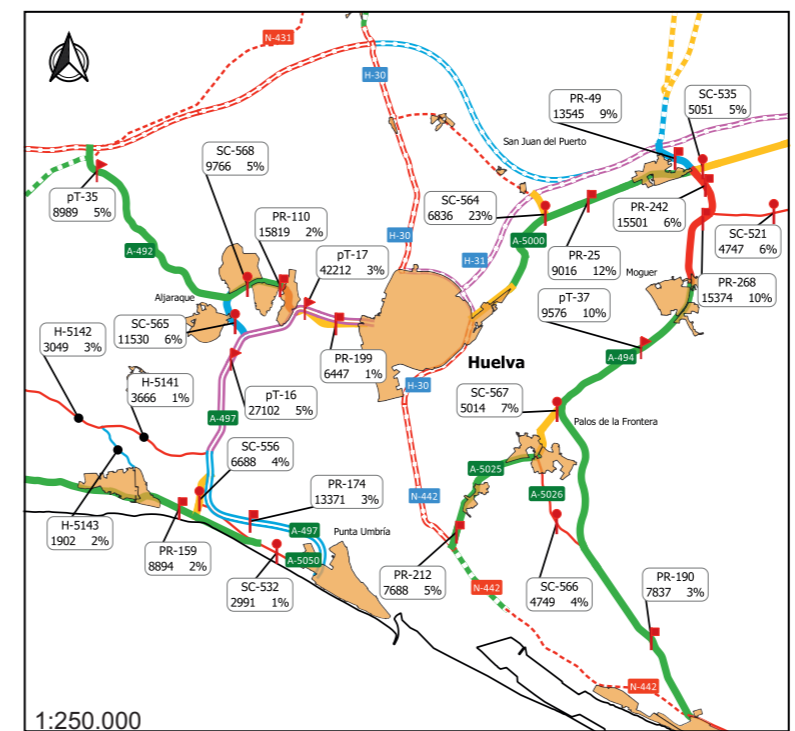 N-431
H-30
PR-49
13545 9%
SC-535
5051 5%
San Juan del Puerto
SC-568
9766 5%
pT-35
8989 5%
SC-564
6836 23%
PR-110
15819 2%
PR-242
15501 6%
A-492
pT-17
42212 3%
H-30
A-5000
H-31
PR-25
9016 12%
SC-521
4747 6%
Moguer
PR-268
15374 10%
Aljaraque
pT-37
9576 10%
SC-565
11530 6%
H-5142
3049 3%
PR-199
6447 1%
A-494
Huelva
H-5141
3666 1%
pT-16
27102 5%
H-30
SC-567
5014 7%
A-497
Palos de la Frontera
SC-556
6688 4%
A-5025
PR-174
13371 3%
N-442
A-5026
H-5143
1902 2%
A-497
Punta Umbría
PR-159
8894 2%
A-5050
SC-532
2991 1%
PR-212
7688 5%
N-442
SC-566
4749 4%
PR-190
7837 3%
N-442
1:250.000